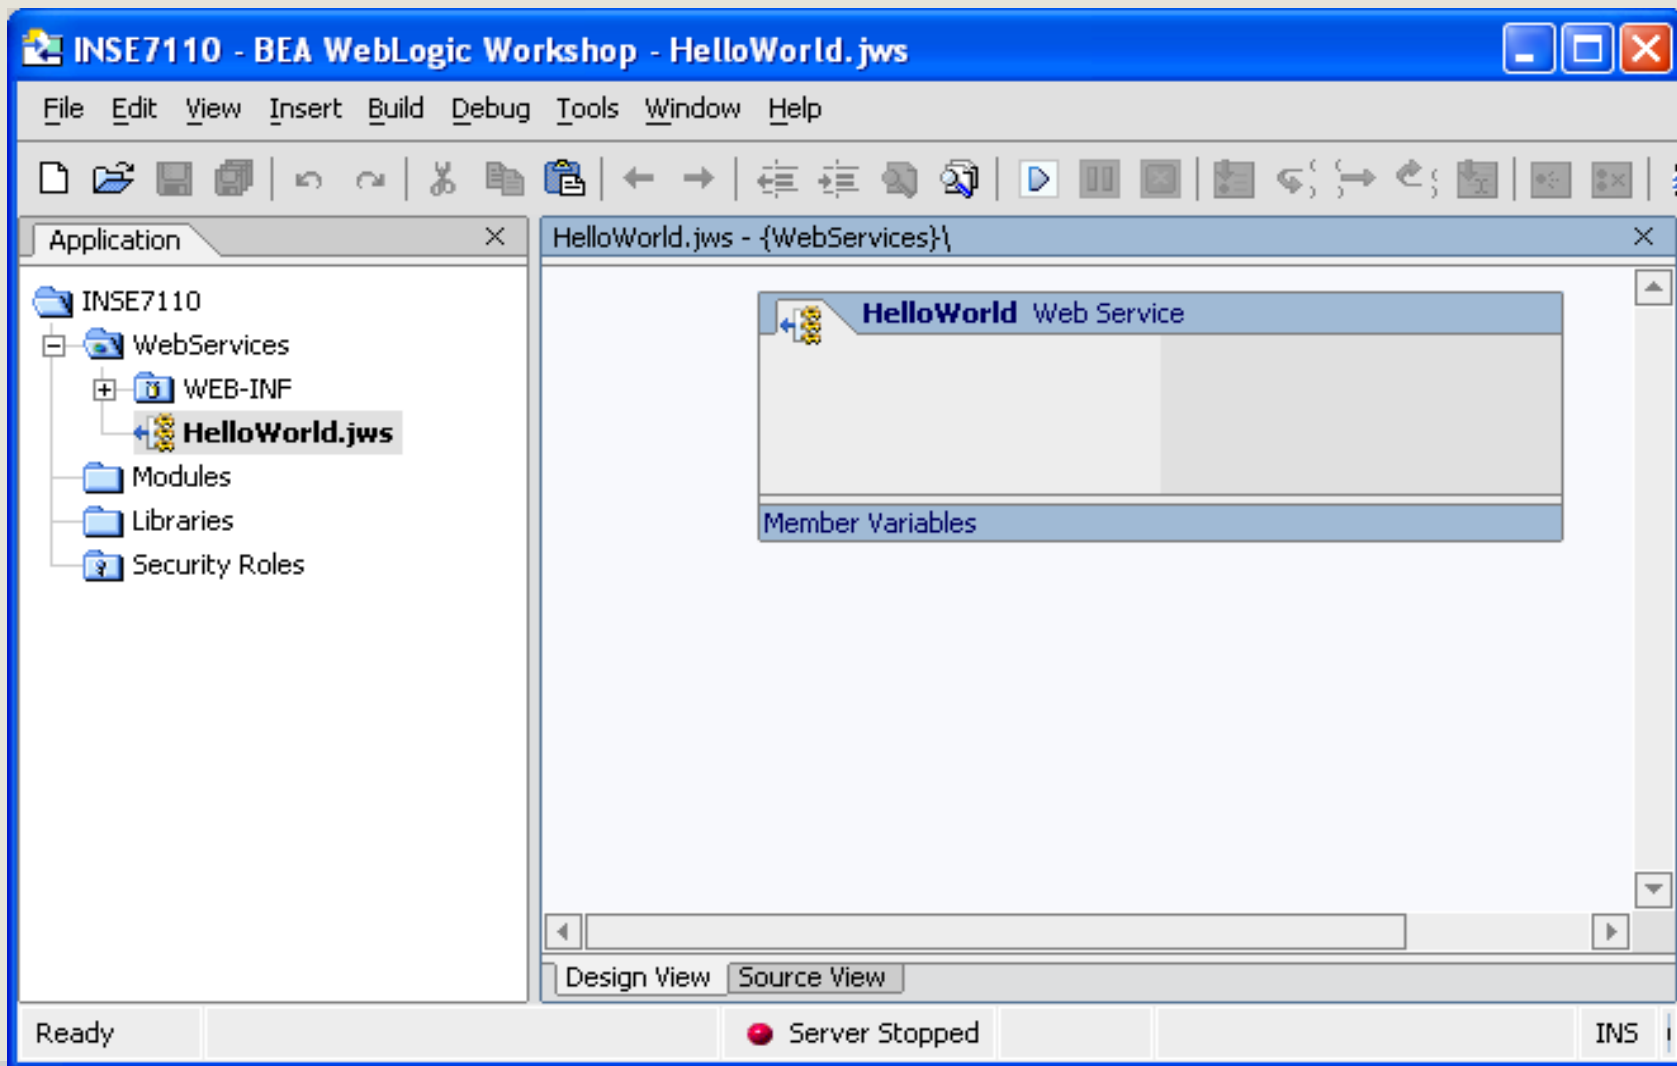 INSE7110 - BEA WebLogic Workshop - HelloWorld.jws
File Edit View Insert Build Debug Tools Window Help
Application
HelloWorld.jws - {WebServices}\
INSE7110
WebServices
WEB-INF
HelloWorld.jws
Modules
Libraries
Security Roles
HelloWorld Web Service
Member Variables
Design View Source View
Ready Server Stopped INS